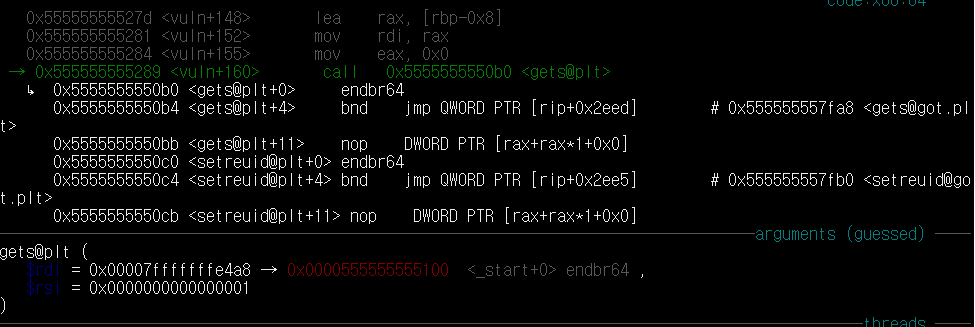 code:x86:64
0x55555555527d <vuln+148> lea rax, [rbp-0x8]
0x555555555281 <vuln+152> mov rdi, rax
0x555555555284 <vuln+155> mov eax, 0x0
→ 0x555555555289 <vuln+160> call 0x5555555550b0 <gets@plt>
↳ 0x5555555550b0 <gets@plt+0> endbr64
0x5555555550b4 <gets@plt+4> bnd jmp QWORD PTR [rip+0x2eed] # 0x555555557fa8 <gets@got.pl
t>
0x5555555550bb <gets@plt+11> nop DWORD PTR [rax+rax*1+0x0]
0x5555555550c0 <setreuid@plt+0> endbr64
0x5555555550c4 <setreuid@plt+4> bnd jmp QWORD PTR [rip+0x2ee5] # 0x555555557fb0 <setreuid@go
t.plt>
0x5555555550cb <setreuid@plt+11> nop DWORD PTR [rax+rax*1+0x0]
arguments (guessed)
gets@plt (
$rdi = 0x00007fffffffe4a8 → 0x0000555555555100 <_start+0> endbr64 ,
$rsi = 0x0000000000000001
)
threads